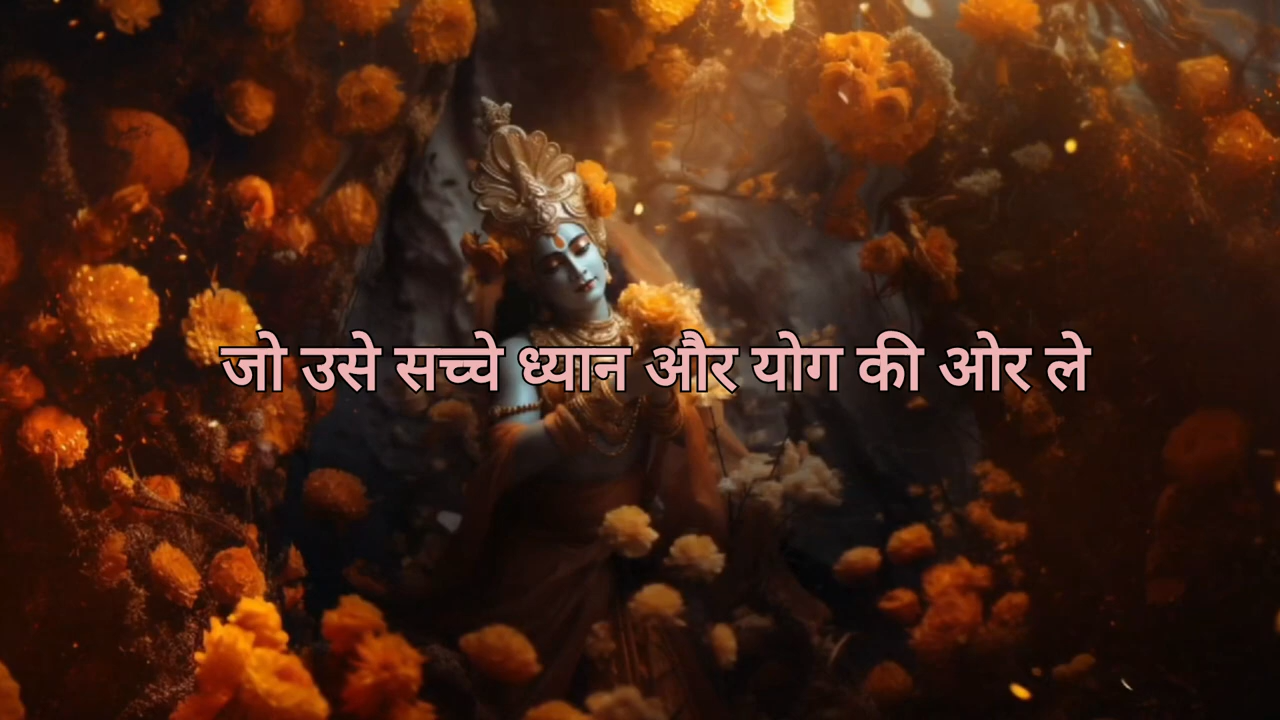 जो उसे सच्चे ध्यान और योग की ओर ले